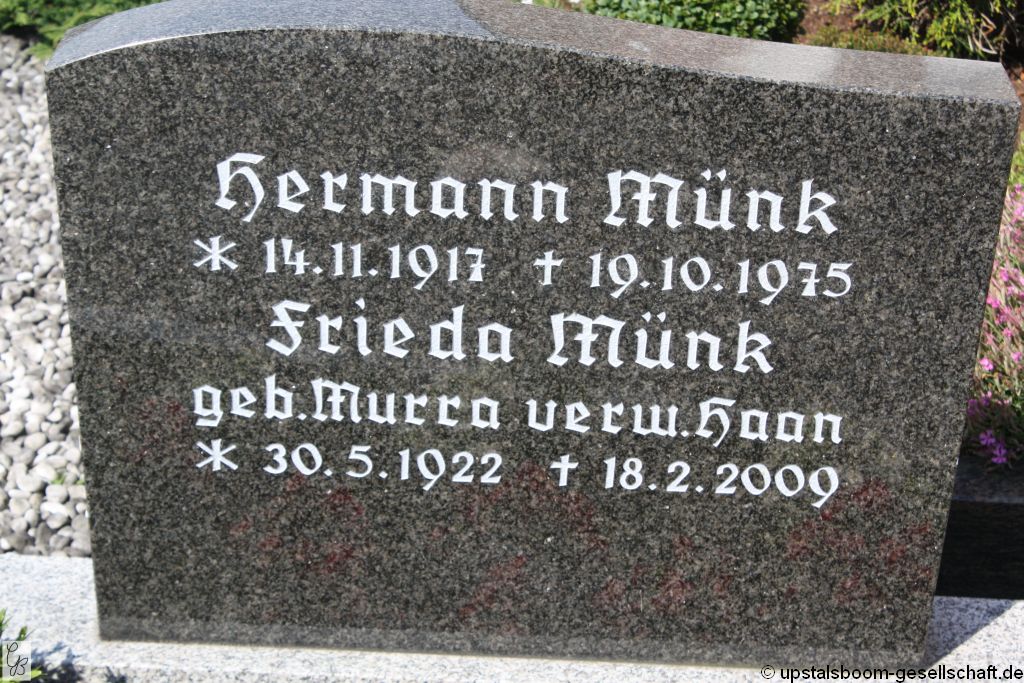 Hermann Münk
* 14.11.1917 † 19.10.1975
Frieda Münk
geb. Murra verw. Haan
* 30.5.1922 † 18.2.2009
GB
© upstalsboom-gesellschaft.de